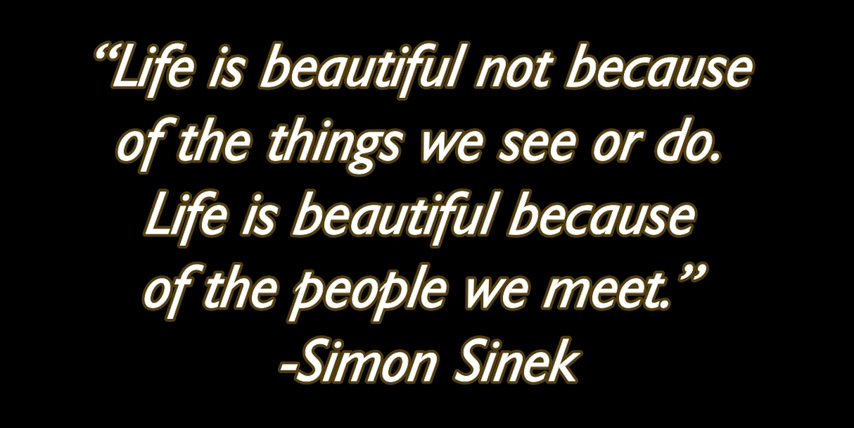 “Life is beautiful not because
of the things we see or do.
Life is beautiful because
of the people we meet.”
-Simon Sinek